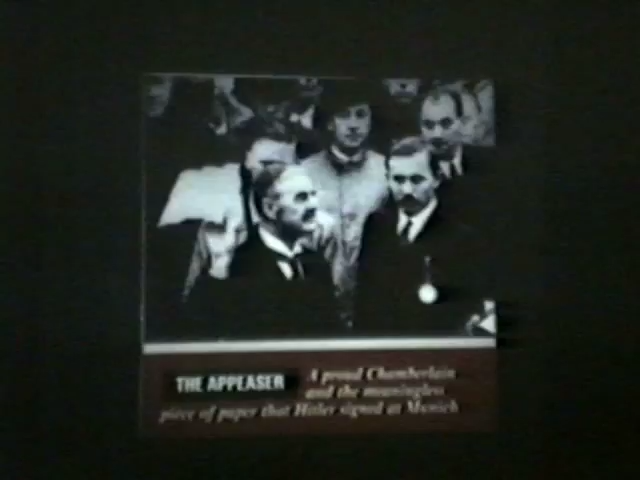 THE APPEASER A proud Chamberlain
and the meaningless
piece of paper that Hitler signed at Munich